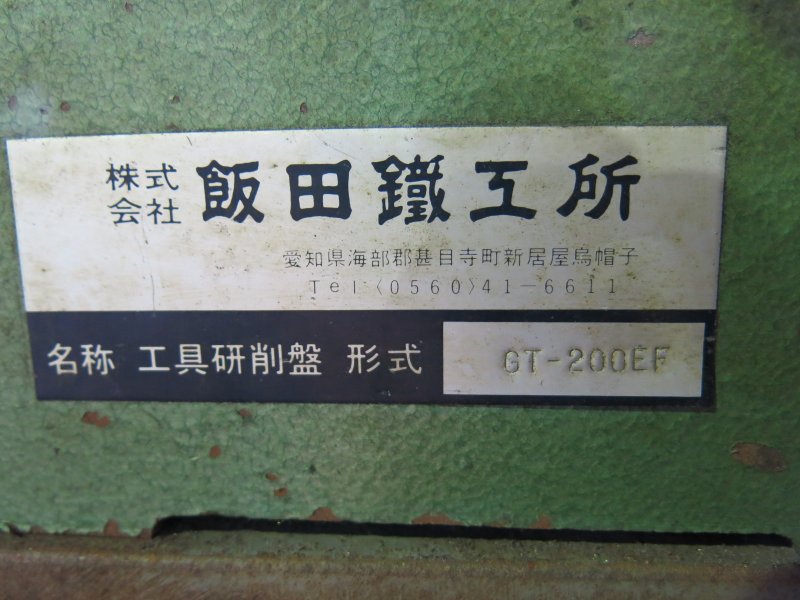 株式会社 飯田鐵工所
愛知県海部郡甚目寺町新居屋烏帽子
Tel〈0560〉41-6611
名称 工具研削盤 形式 GT-200EF